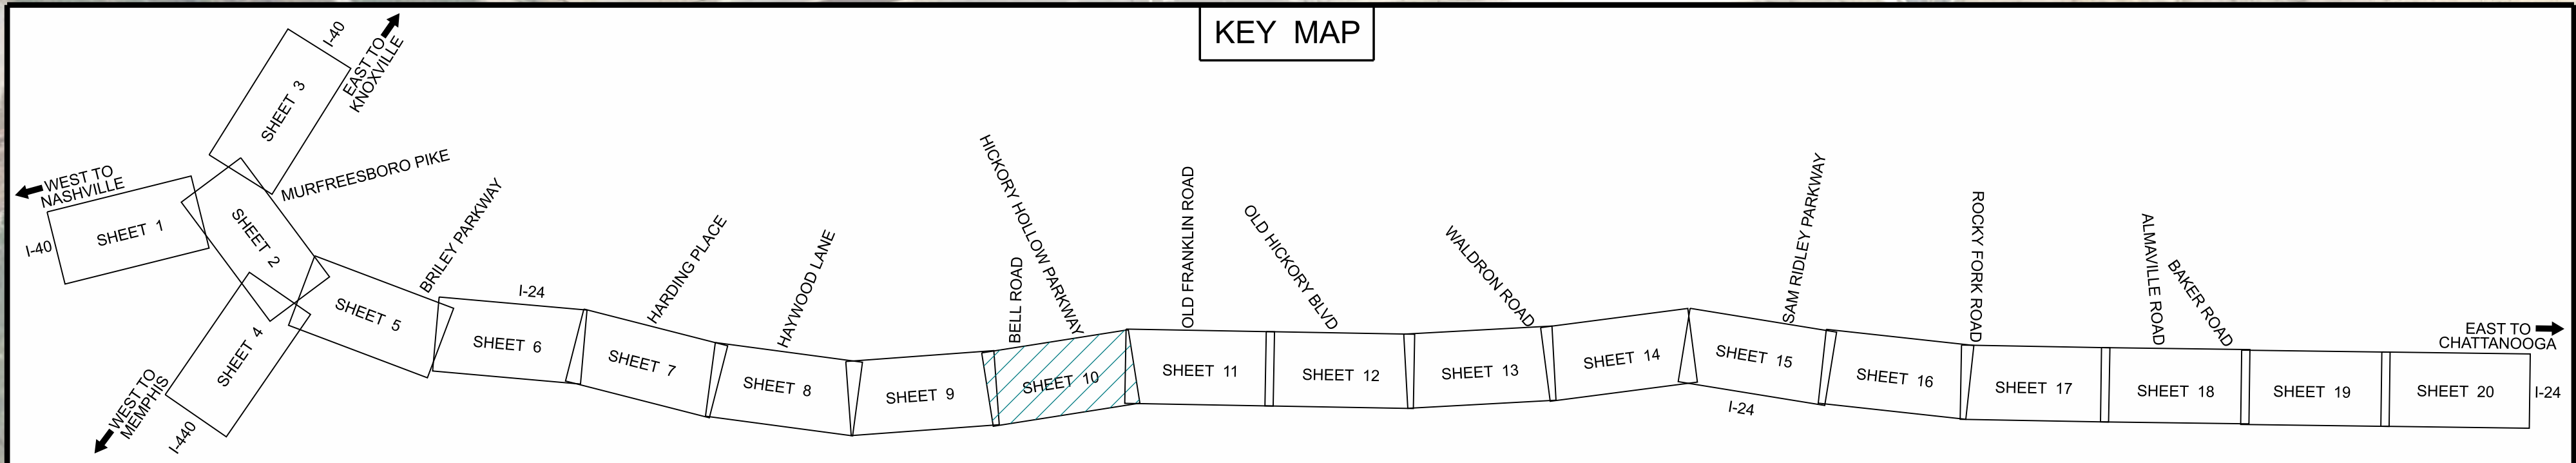 KEY MAP
I-40
EAST TO
KNOXVILLE
SHEET 3
WEST TO
NASHVILLE
I-40
SHEET 1
MURFREESBORO PIKE
SHEET 2
SHEET 4
WEST TO
MEMPHIS
I-440
SHEET 5
BRILEY PARKWAY
I-24
SHEET 6
HARDING PLACE
SHEET 7
HAYWOOD LANE
SHEET 8
SHEET 9
BELL ROAD
HICKORY HOLLOW PARKWAY
SHEET 10
OLD FRANKLIN ROAD
SHEET 11
OLD HICKORY BLVD
SHEET 12
WALDRON ROAD
SHEET 13
SHEET 14
SAM RIDLEY PARKWAY
SHEET 15
I-24
SHEET 16
ROCKY FORK ROAD
SHEET 17
ALMAVILLE ROAD
BAKER ROAD
SHEET 18
SHEET 19
SHEET 20
EAST TO
CHATTANOOGA
I-24